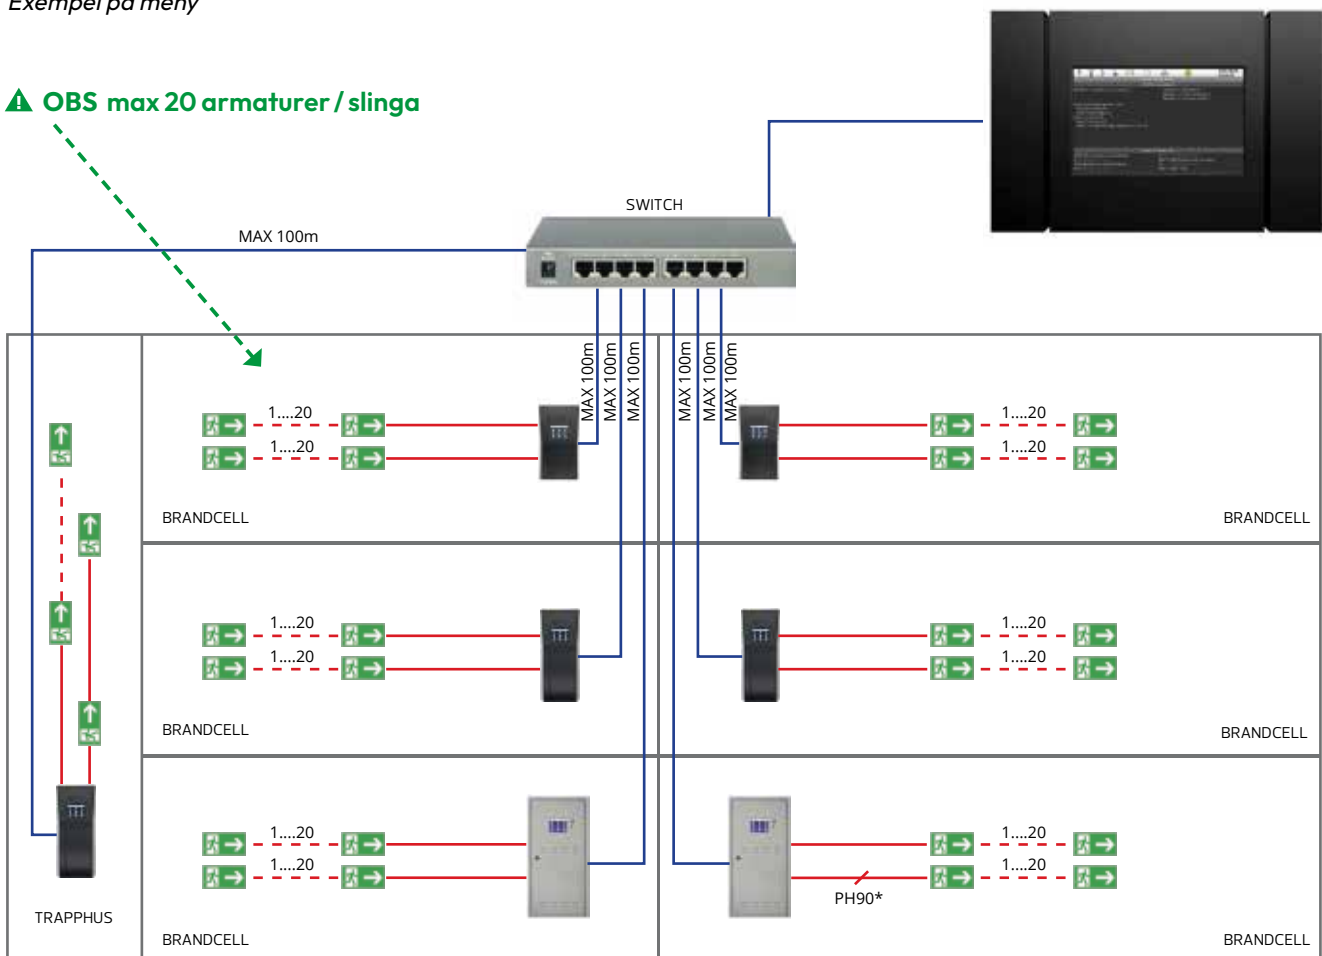 Exempel på meny
OBS max 20 armaturer / slinga
SWITCH
MAX 100m
MAX 100m
MAX 100m
MAX 100m
MAX 100m
MAX 100m
MAX 100m
1....20
1....20
1....20
1....20
BRANDCELL
BRANDCELL
1....20
1....20
1....20
1....20
BRANDCELL
BRANDCELL
1....20
1....20
1....20
1....20
PH90*
TRAPPHUS
BRANDCELL
BRANDCELL